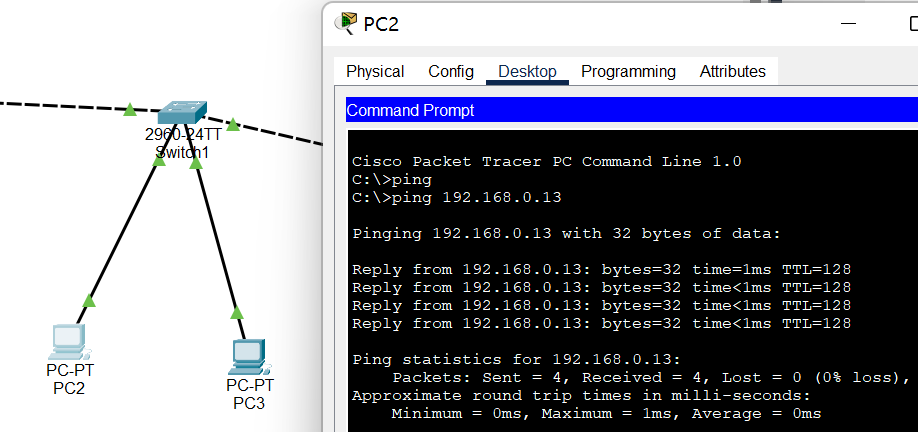 PC2
Physical Config Desktop Programming Attributes
Command Prompt
Cisco Packet Tracer PC Command Line 1.0
C:\>ping
C:\>ping 192.168.0.13
Pinging 192.168.0.13 with 32 bytes of data:
Reply from 192.168.0.13: bytes=32 time=1ms TTL=128
Reply from 192.168.0.13: bytes=32 time<1ms TTL=128
Reply from 192.168.0.13: bytes=32 time<1ms TTL=128
Reply from 192.168.0.13: bytes=32 time<1ms TTL=128
Ping statistics for 192.168.0.13:
Packets: Sent = 4, Received = 4, Lost = 0 (0% loss),
Approximate round trip times in milli-seconds:
Minimum = 0ms, Maximum = 1ms, Average = 0ms
2960-24TT
Switch1
PC-PT
PC2
PC-PT
PC3